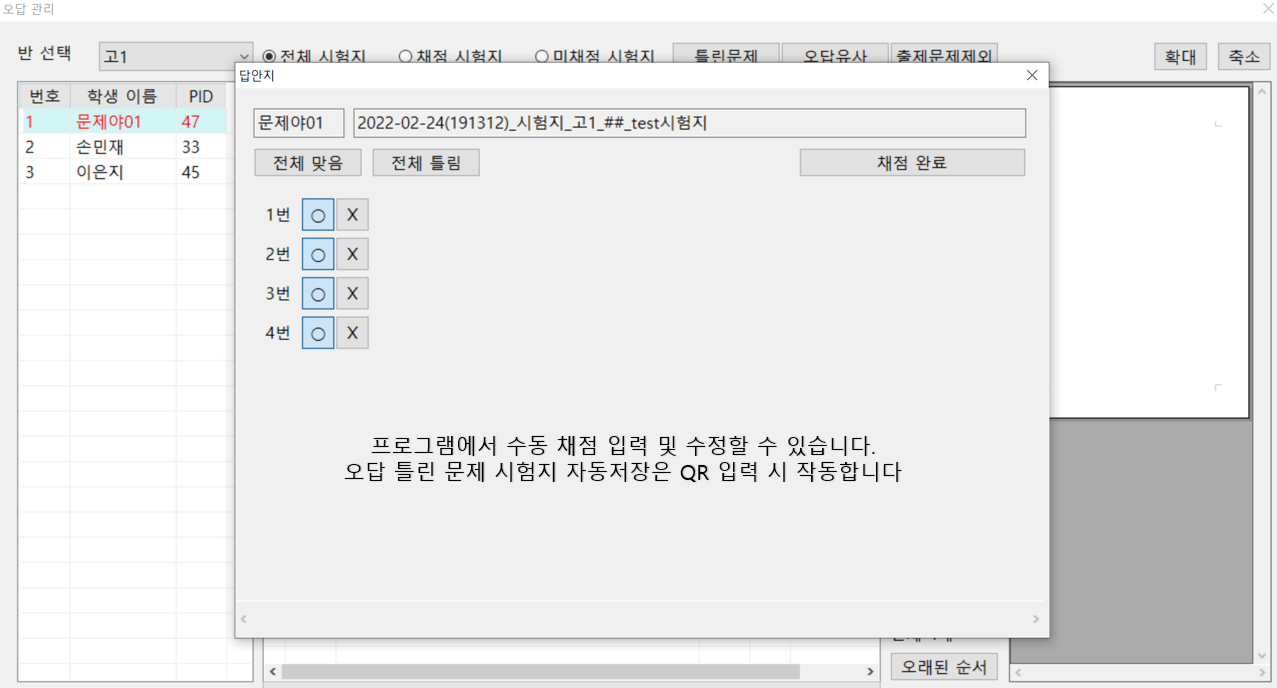 오답 관리
반 선택 고1 전체 시험지 채점 시험지 미채점 시험지 틀린문제 오답유사 출제문제제외 확대 축소
번호 학생 이름 PID
1 문제야01 47
2 손민재 33
3 이은지 45
답안지
문제야01 2022-02-24(191312)_시험지_고1_##_test시험지
전체 맞음 전체 틀림 채점 완료
1번 ○ X
2번 ○ X
3번 ○ X
4번 ○ X
프로그램에서 수동 채점 입력 및 수정할 수 있습니다.
오답 틀린 문제 시험지 자동저장은 QR 입력 시 작동합니다
오래된 순서